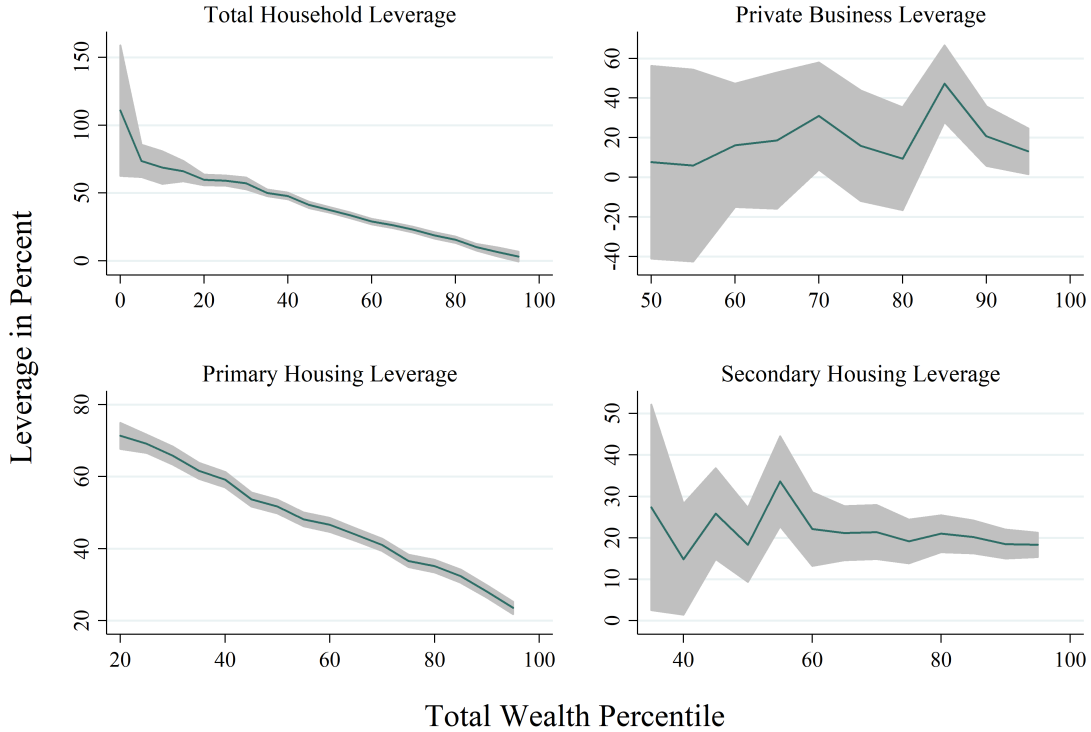 Total Household Leverage
150
100
50
0
0 20 40 60 80 100
Private Business Leverage
60
40
20
0
-20
-40
50 60 70 80 90 100
Primary Housing Leverage
80
60
40
20
20 40 60 80 100
Secondary Housing Leverage
50
40
30
20
10
0
40 60 80 100
Leverage in Percent
Total Wealth Percentile